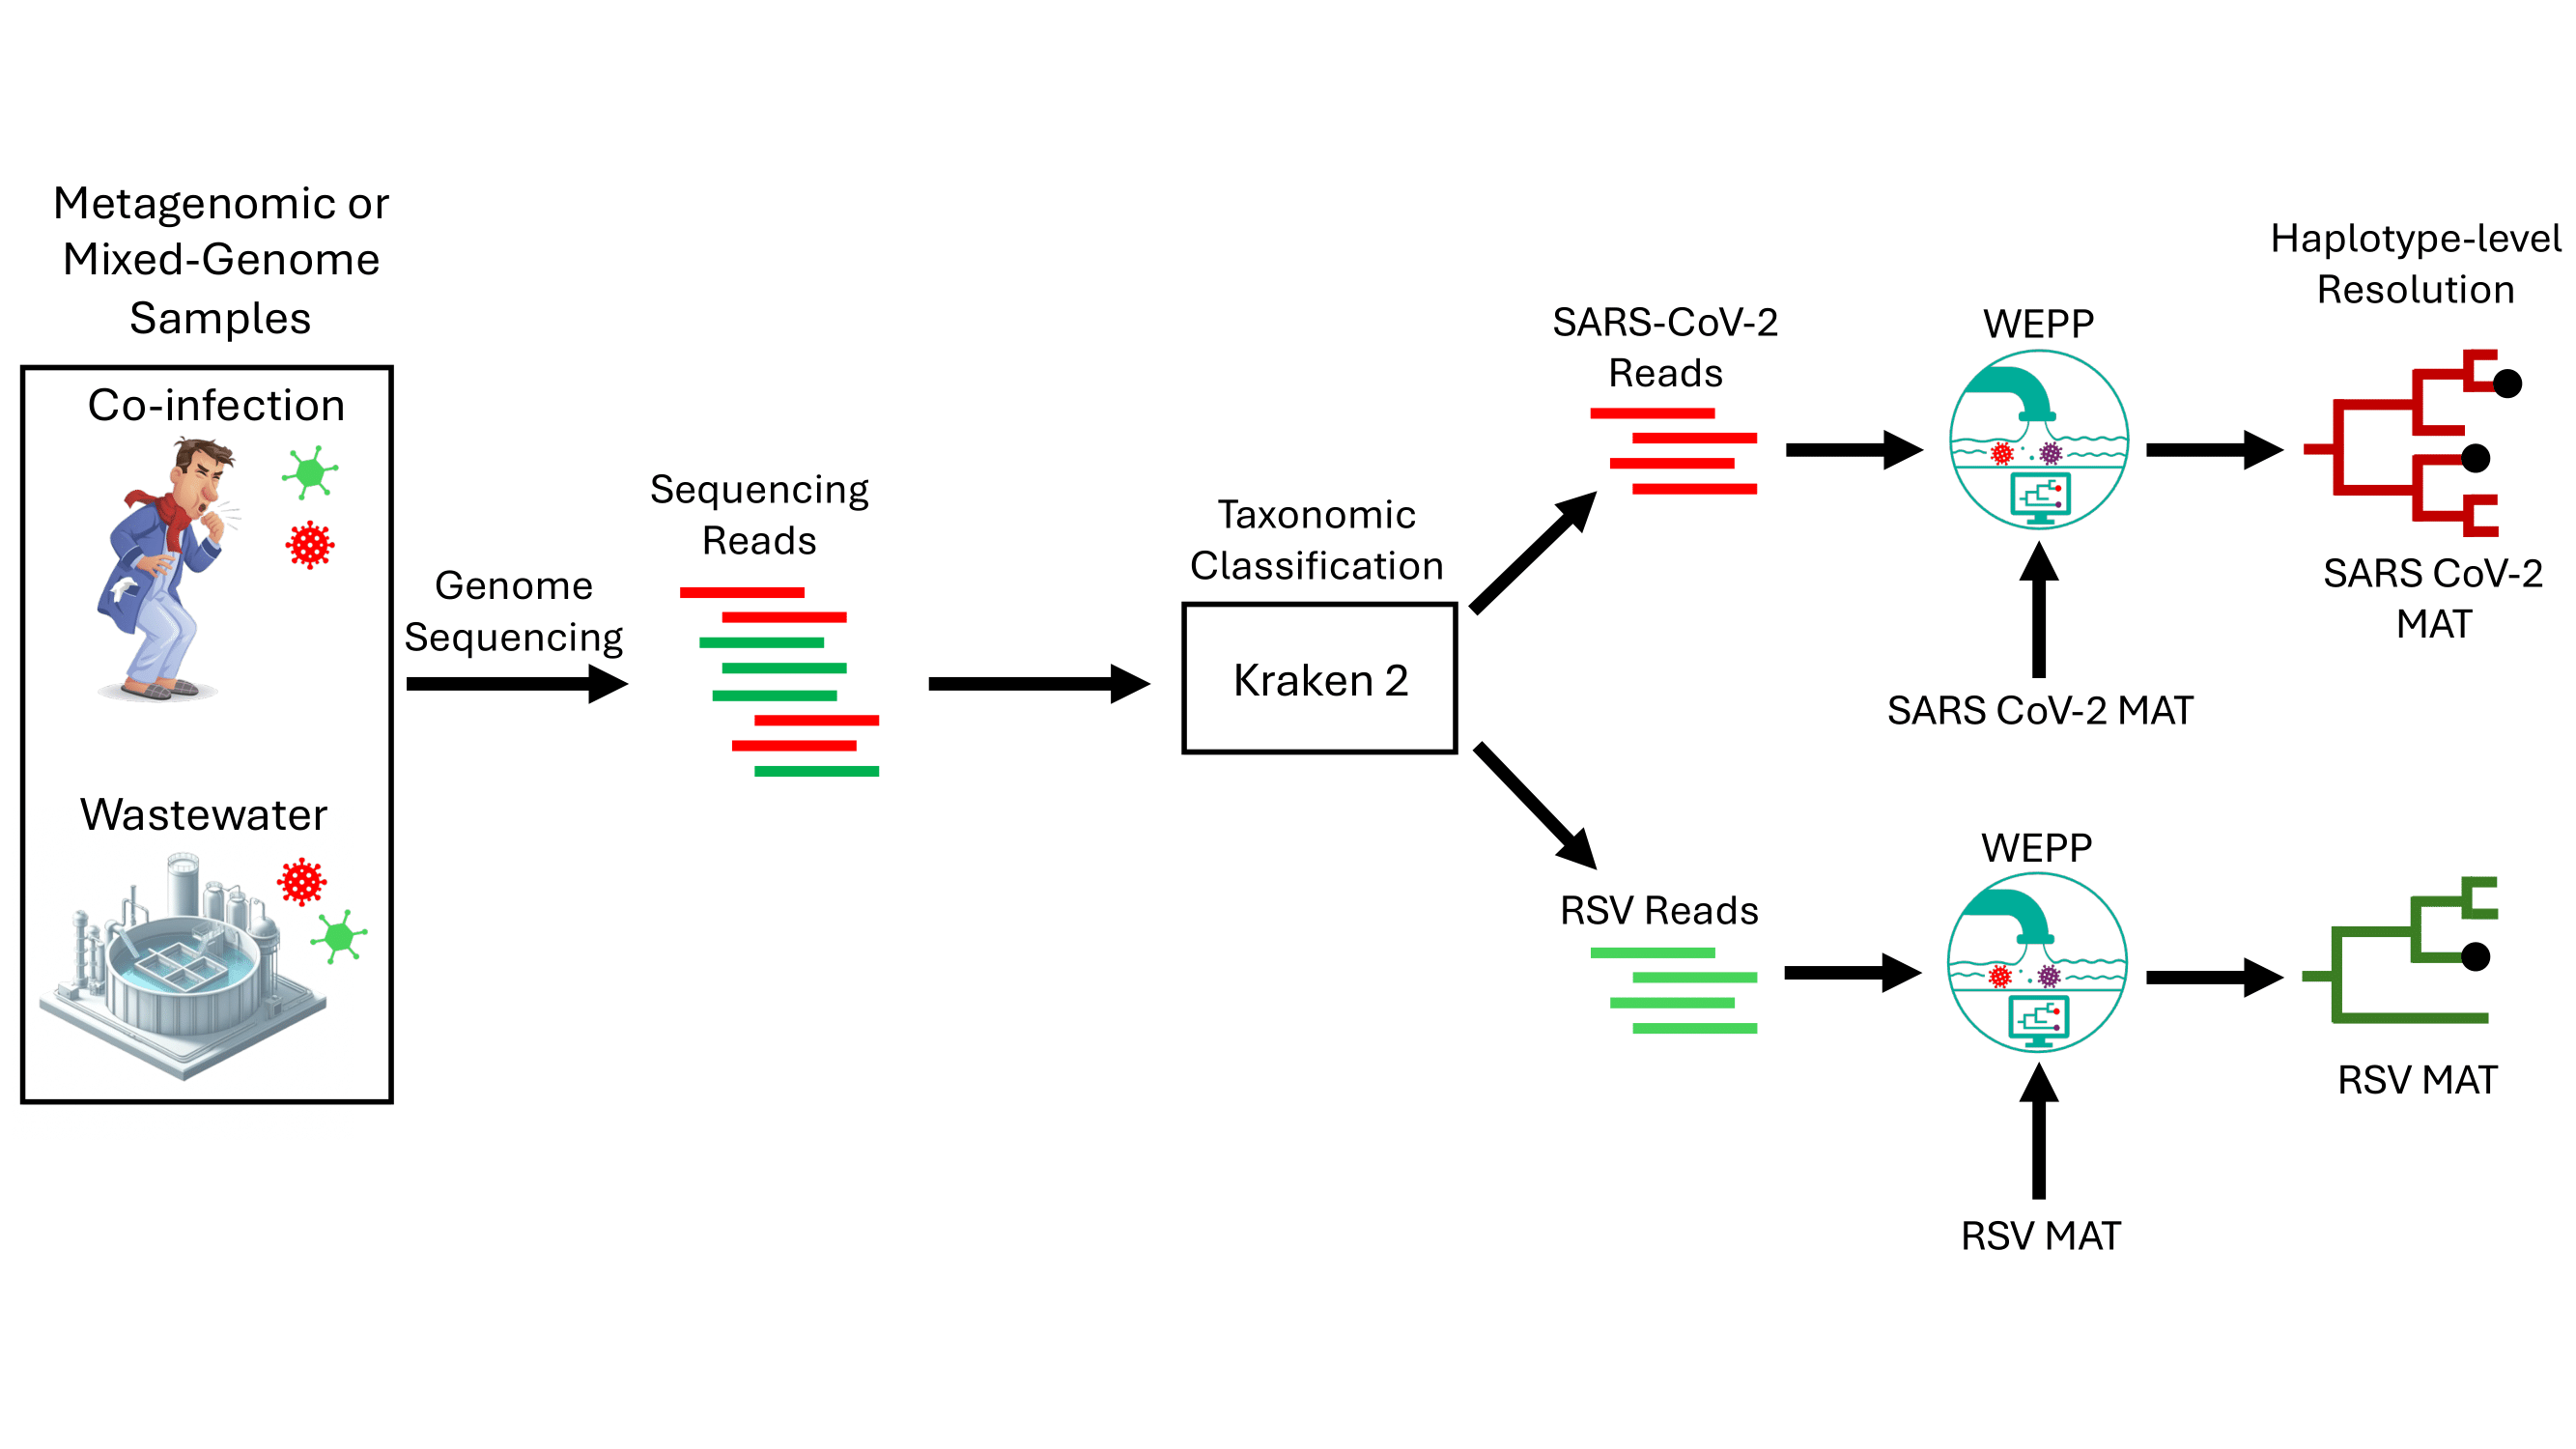 Metagenomic or
Mixed-Genome
Samples
Co-infection
Wastewater
Genome
Sequencing
Sequencing
Reads
Taxonomic
Classification
Kraken 2
SARS-CoV-2
Reads
WEPP
SARS CoV-2 MAT
Haplotype-level
Resolution
SARS CoV-2
MAT
RSV Reads
WEPP
RSV MAT
RSV MAT